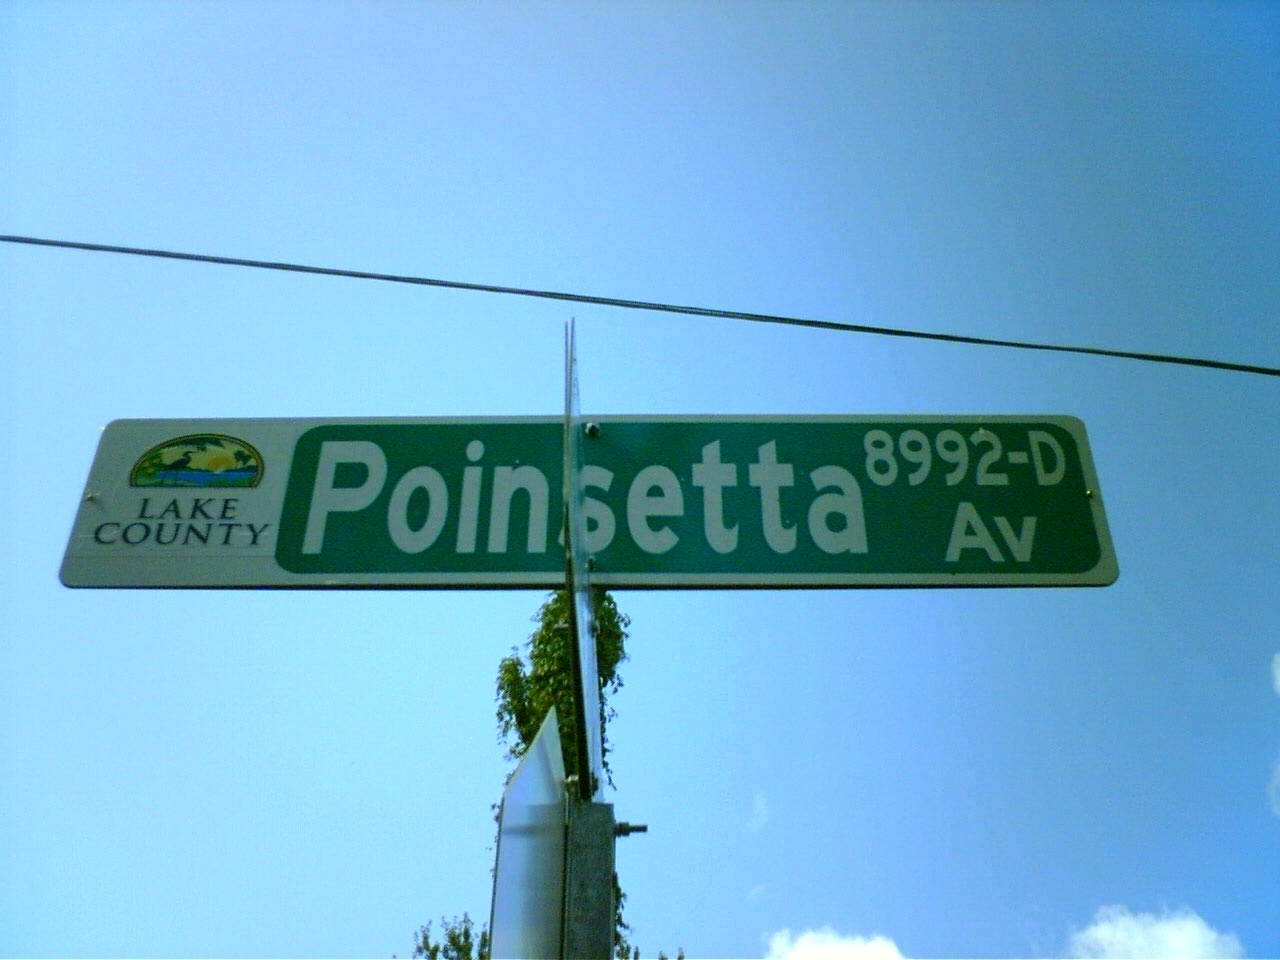 LAKE
COUNTY
Poinsetta
8992-D
Av